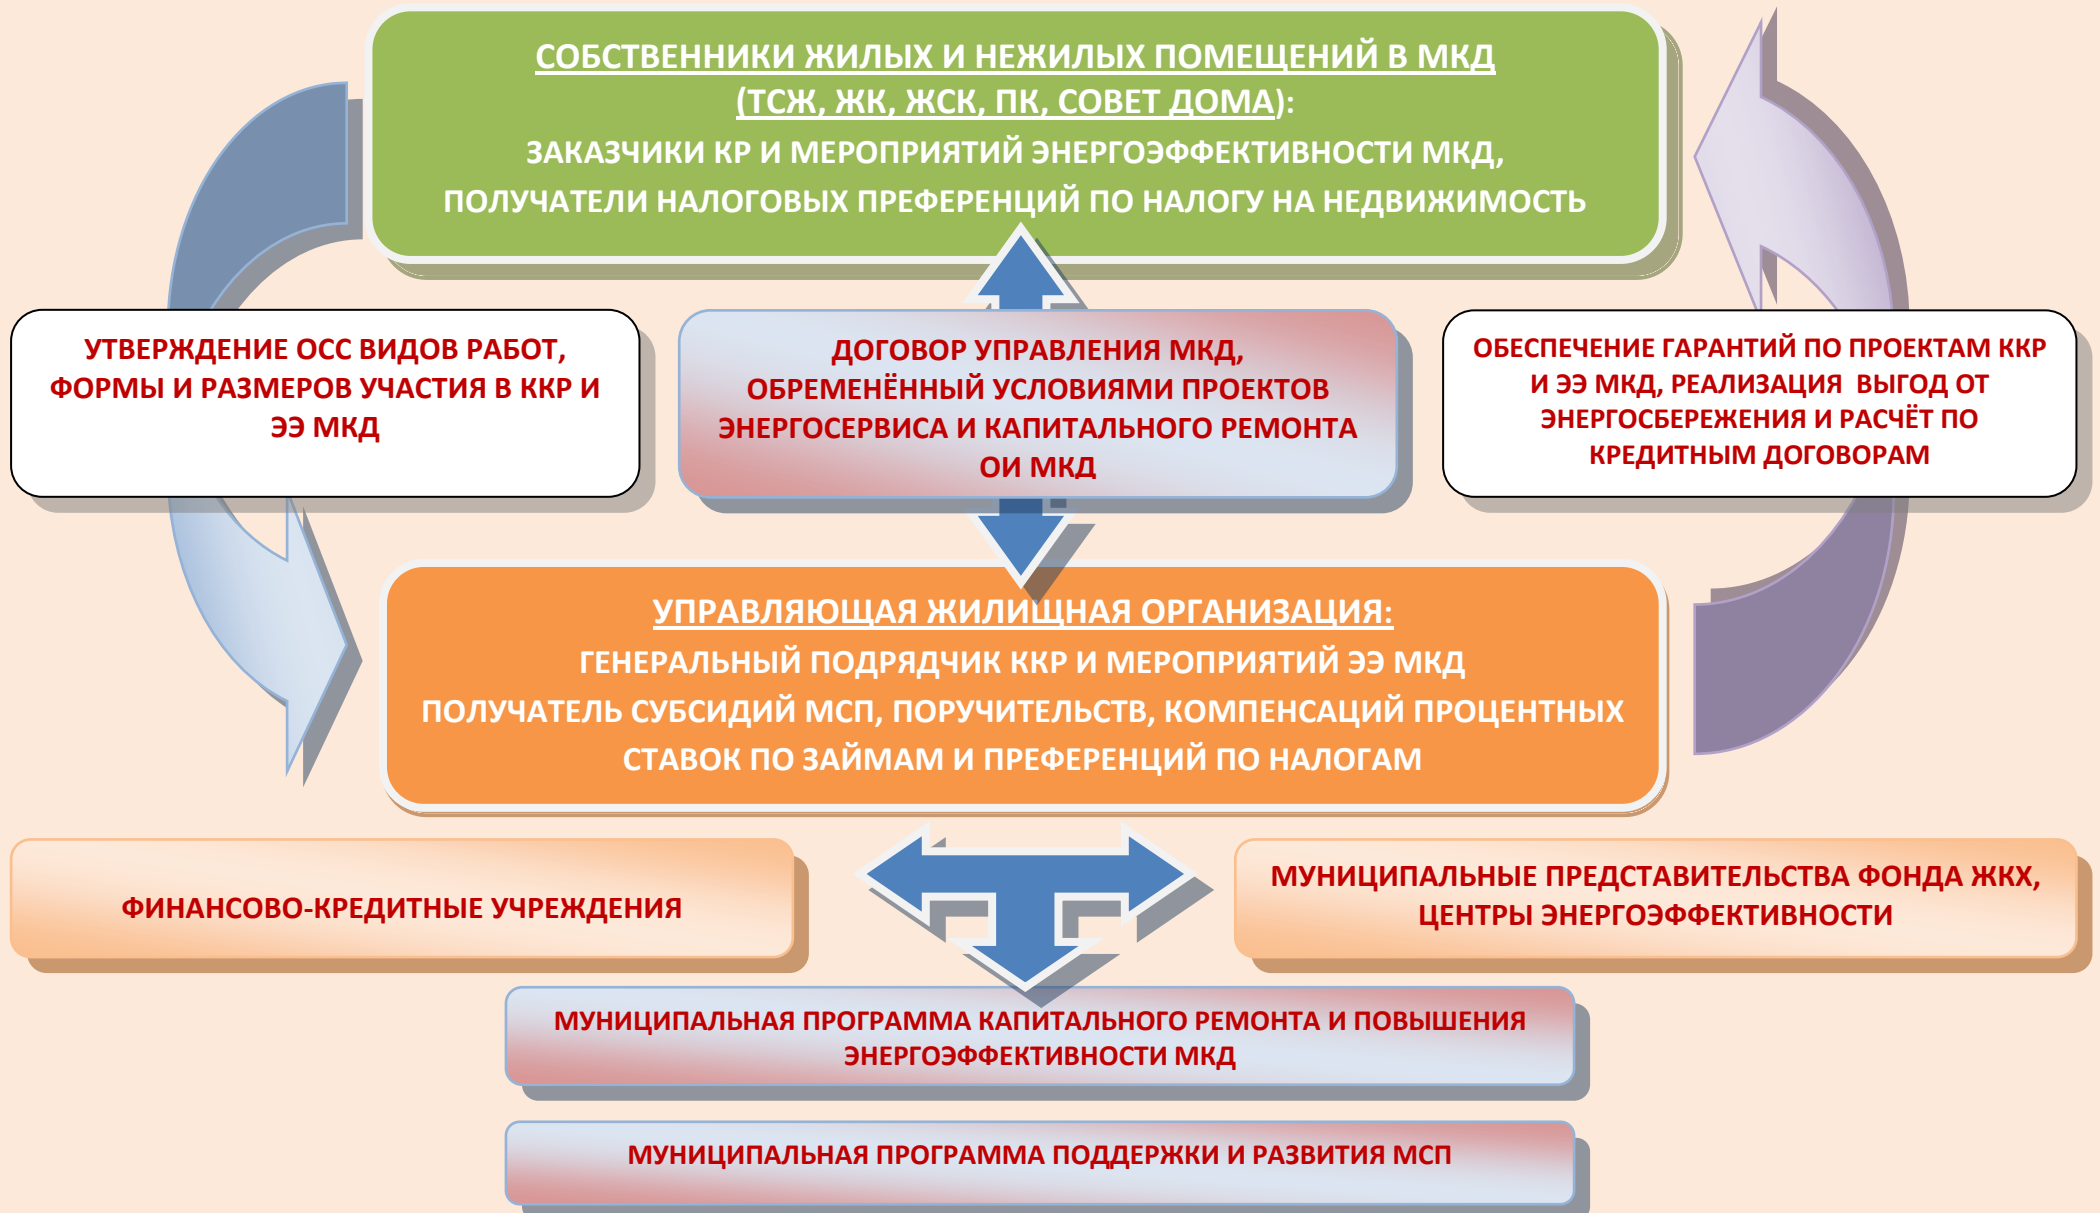 СОБСТВЕННИКИ ЖИЛЫХ И НЕЖИЛЫХ ПОМЕЩЕНИЙ В МКД
(ТСЖ, ЖК, ЖСК, ПК, СОВЕТ ДОМА):
ЗАКАЗЧИКИ КР И МЕРОПРИЯТИЙ ЭНЕРГОЭФФЕКТИВНОСТИ МКД,
ПОЛУЧАТЕЛИ НАЛОГОВЫХ ПРЕФЕРЕНЦИЙ ПО НАЛОГУ НА НЕДВИЖИМОСТЬ
УТВЕРЖДЕНИЕ ОСС ВИДОВ РАБОТ,
ФОРМЫ И РАЗМЕРОВ УЧАСТИЯ В ККР И
ЭЭ МКД
ДОГОВОР УПРАВЛЕНИЯ МКД,
ОБРЕМЕНЁННЫЙ УСЛОВИЯМИ ПРОЕКТОВ
ЭНЕРГОСЕРВИСА И КАПИТАЛЬНОГО РЕМОНТА
ОИ МКД
ОБЕСПЕЧЕНИЕ ГАРАНТИЙ ПО ПРОЕКТАМ ККР
И ЭЭ МКД, РЕАЛИЗАЦИЯ ВЫГОД ОТ
ЭНЕРГОСБЕРЕЖЕНИЯ И РАСЧЁТ ПО
КРЕДИТНЫМ ДОГОВОРАМ
УПРАВЛЯЮЩАЯ ЖИЛИЩНАЯ ОРГАНИЗАЦИЯ:
ГЕНЕРАЛЬНЫЙ ПОДРЯДЧИК ККР И МЕРОПРИЯТИЙ ЭЭ МКД
ПОЛУЧАТЕЛЬ СУБСИДИЙ МСП, ПОРУЧИТЕЛЬСТВ, КОМПЕНСАЦИЙ ПРОЦЕНТНЫХ
СТАВОК ПО ЗАЙМАМ И ПРЕФЕРЕНЦИЙ ПО НАЛОГАМ
ФИНАНСОВО-КРЕДИТНЫЕ УЧРЕЖДЕНИЯ
МУНИЦИПАЛЬНЫЕ ПРЕДСТАВИТЕЛЬСТВА ФОНДА ЖКХ,
ЦЕНТРЫ ЭНЕРГОЭФФЕКТИВНОСТИ
МУНИЦИПАЛЬНАЯ ПРОГРАММА КАПИТАЛЬНОГО РЕМОНТА И ПОВЫШЕНИЯ
ЭНЕРГОЭФФЕКТИВНОСТИ МКД
МУНИЦИПАЛЬНАЯ ПРОГРАММА ПОДДЕРЖКИ И РАЗВИТИЯ МСП